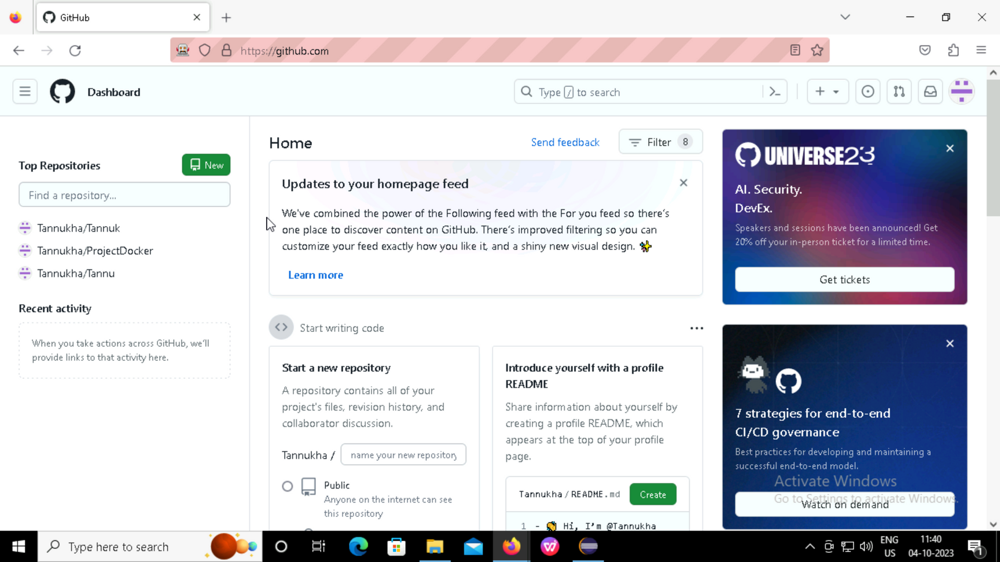 GitHub
https://github.com
Dashboard
Type / to search
Top Repositories
New
Find a repository...
Tannukha/Tannuk
Tannukha/ProjectDocker
Tannukha/Tannu
Recent activity
When you take actions across GitHub, we'll
provide links to that activity here.
Home
Send feedback
Filter 8
Updates to your homepage feed
We've combined the power of the Following feed with the For you feed so there's
one place to discover content on GitHub. There's improved filtering so you can
customize your feed exactly how you like it, and a shiny new visual design. ✨
Learn more
Start writing code
Start a new repository
A repository contains all of your
project's files, revision history, and
collaborator discussion.
Tannukha / name your new repository
Public
Anyone on the internet can see
this repository
Introduce yourself with a profile
README
Share information about yourself by
creating a profile README, which
appears at the top of your profile
page.
Tannukha / README.md
Create
1 - 👋 Hi, I'm @Tannukha
UNIVERSE23
AI. Security.
DevEx.
Speakers and sessions have been announced! Get
20% off your in-person ticket for a limited time.
Get tickets
7 strategies for end-to-end
CI/CD governance
Best practices for developing and maintaining a
successful end-to-end model.
Watch on demand
Activate Windows
Go to Settings to activate Windows.
Type here to search
ENG
US
11:40
04-10-2023
1